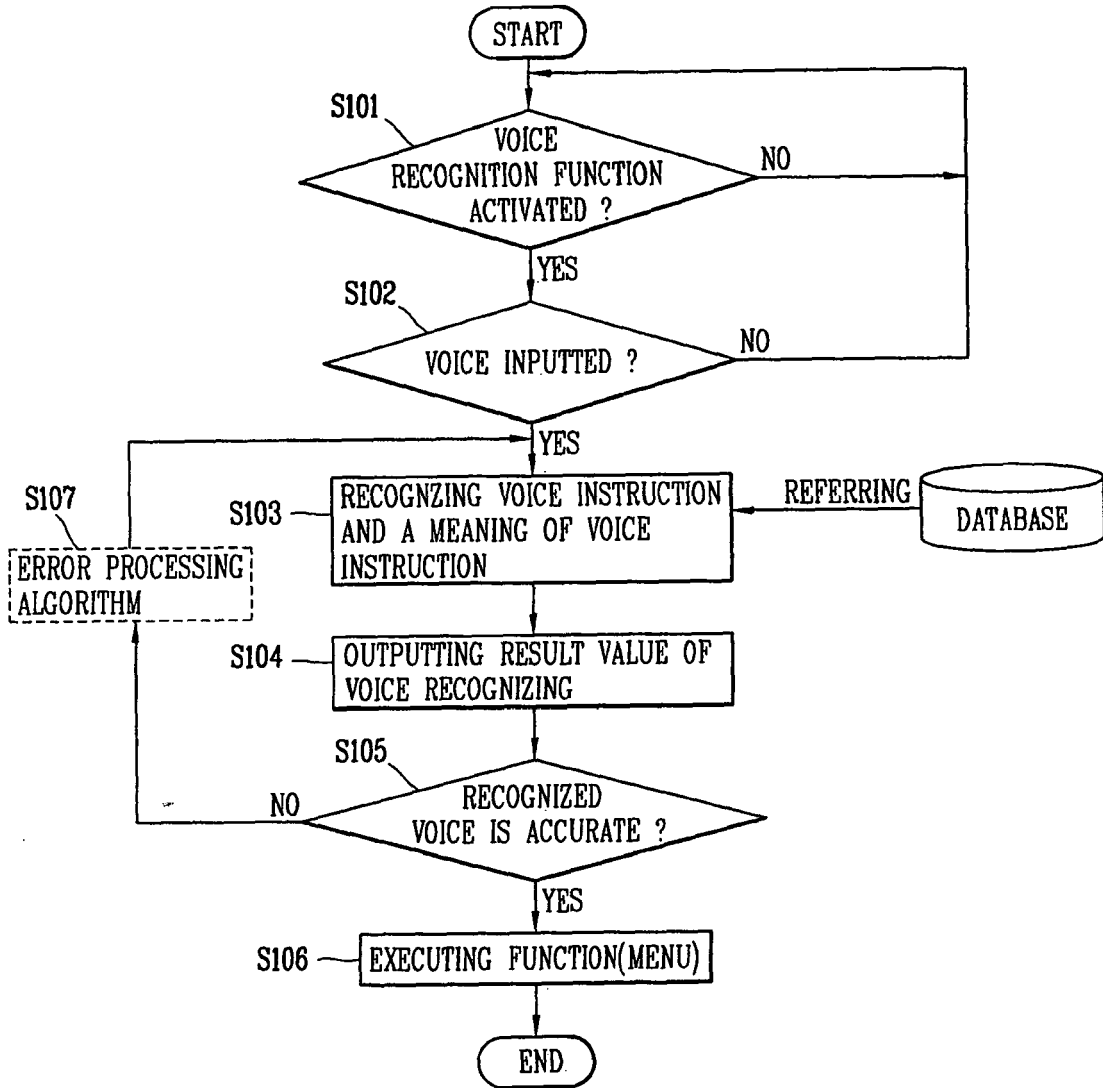 START
S101
VOICE
RECOGNITION FUNCTION
ACTIVATED ?
NO
YES
S102
VOICE INPUTTED ?
NO
YES
S107
ERROR PROCESSING
ALGORITHM
S103
RECOGNZING VOICE INSTRUCTION
AND A MEANING OF VOICE
INSTRUCTION
REFERRING
DATABASE
S104
OUTPUTTING RESULT VALUE OF
VOICE RECOGNIZING
S105
RECOGNIZED
VOICE IS ACCURATE ?
NO
YES
S106
EXECUTING FUNCTION(MENU)
END